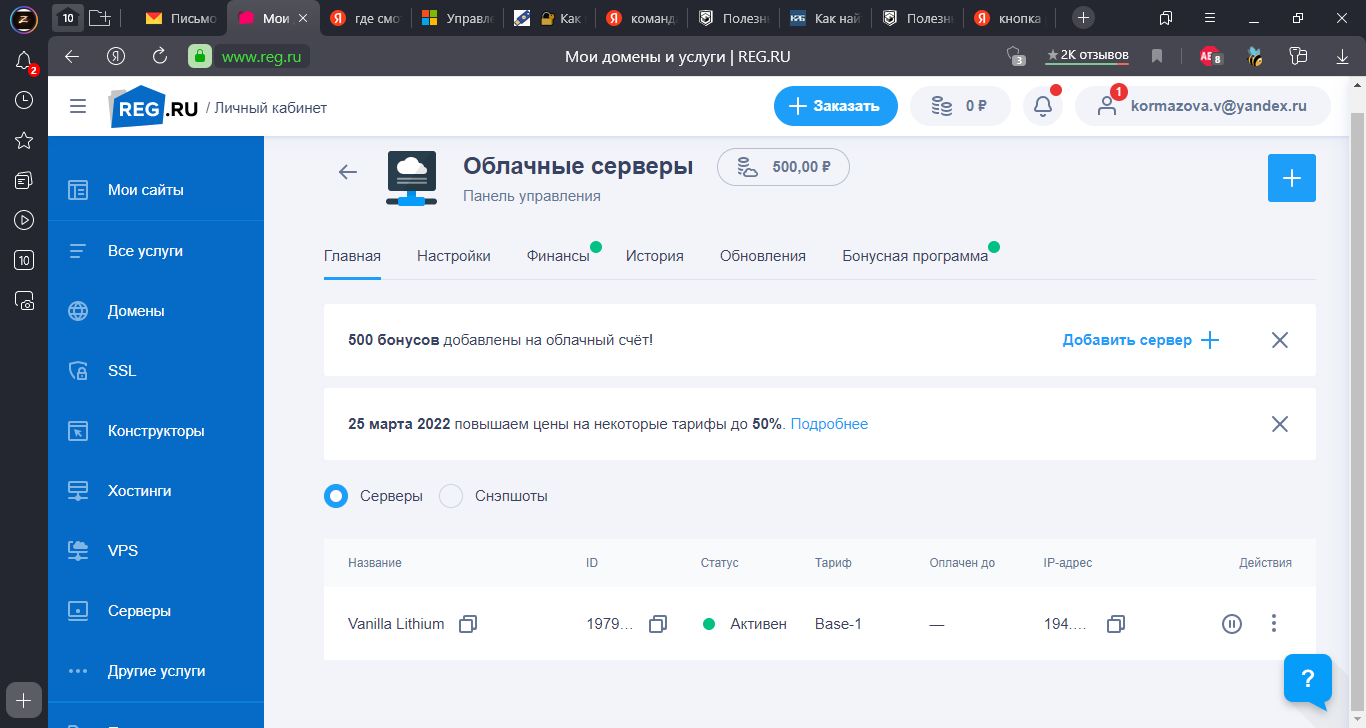 10 Письмо Мои где смо Управле Как команда Полезн Как най Полезн кнопка
2
www.reg.ru Мои домены и услуги | REG.RU 3 ★ 2К отзывов 8
REG.RU / Личный кабинет Заказать 0 ₽ 1 kormazova.v@yandex.ru
Облачные серверы 500,00 ₽
Панель управления
Мои сайты
Все услуги
Домены
SSL
Конструкторы
Хостинги
VPS
Серверы
Другие услуги
10
Главная Настройки Финансы История Обновления Бонусная программа
500 бонусов добавлены на облачный счёт! Добавить сервер
25 марта 2022 повышаем цены на некоторые тарифы до 50%. Подробнее
Серверы Снэпшоты
Название ID Статус Тариф Оплачен до IP-адрес Действия
Vanilla Lithium 1979... Активен Base-1 — 194....
?